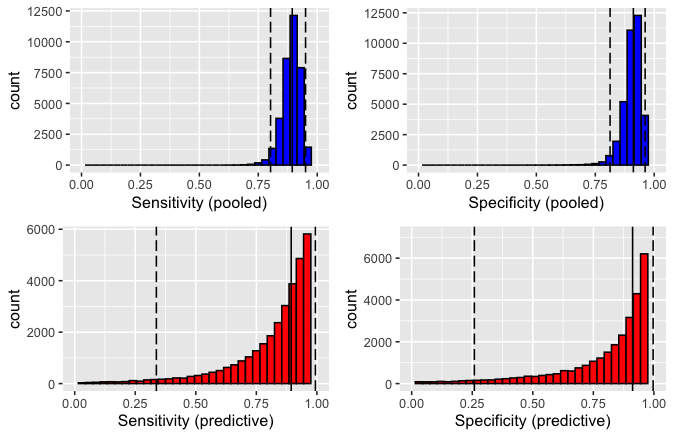 12500
10000
7500
5000
2500
0
count
0.00 0.25 0.50 0.75 1.00
Sensitivity (pooled)
12500
10000
7500
5000
2500
0
count
0.00 0.25 0.50 0.75 1.00
Specificity (pooled)
6000
4000
2000
0
count
0.00 0.25 0.50 0.75 1.00
Sensitivity (predictive)
6000
4000
2000
0
count
0.00 0.25 0.50 0.75 1.00
Specificity (predictive)